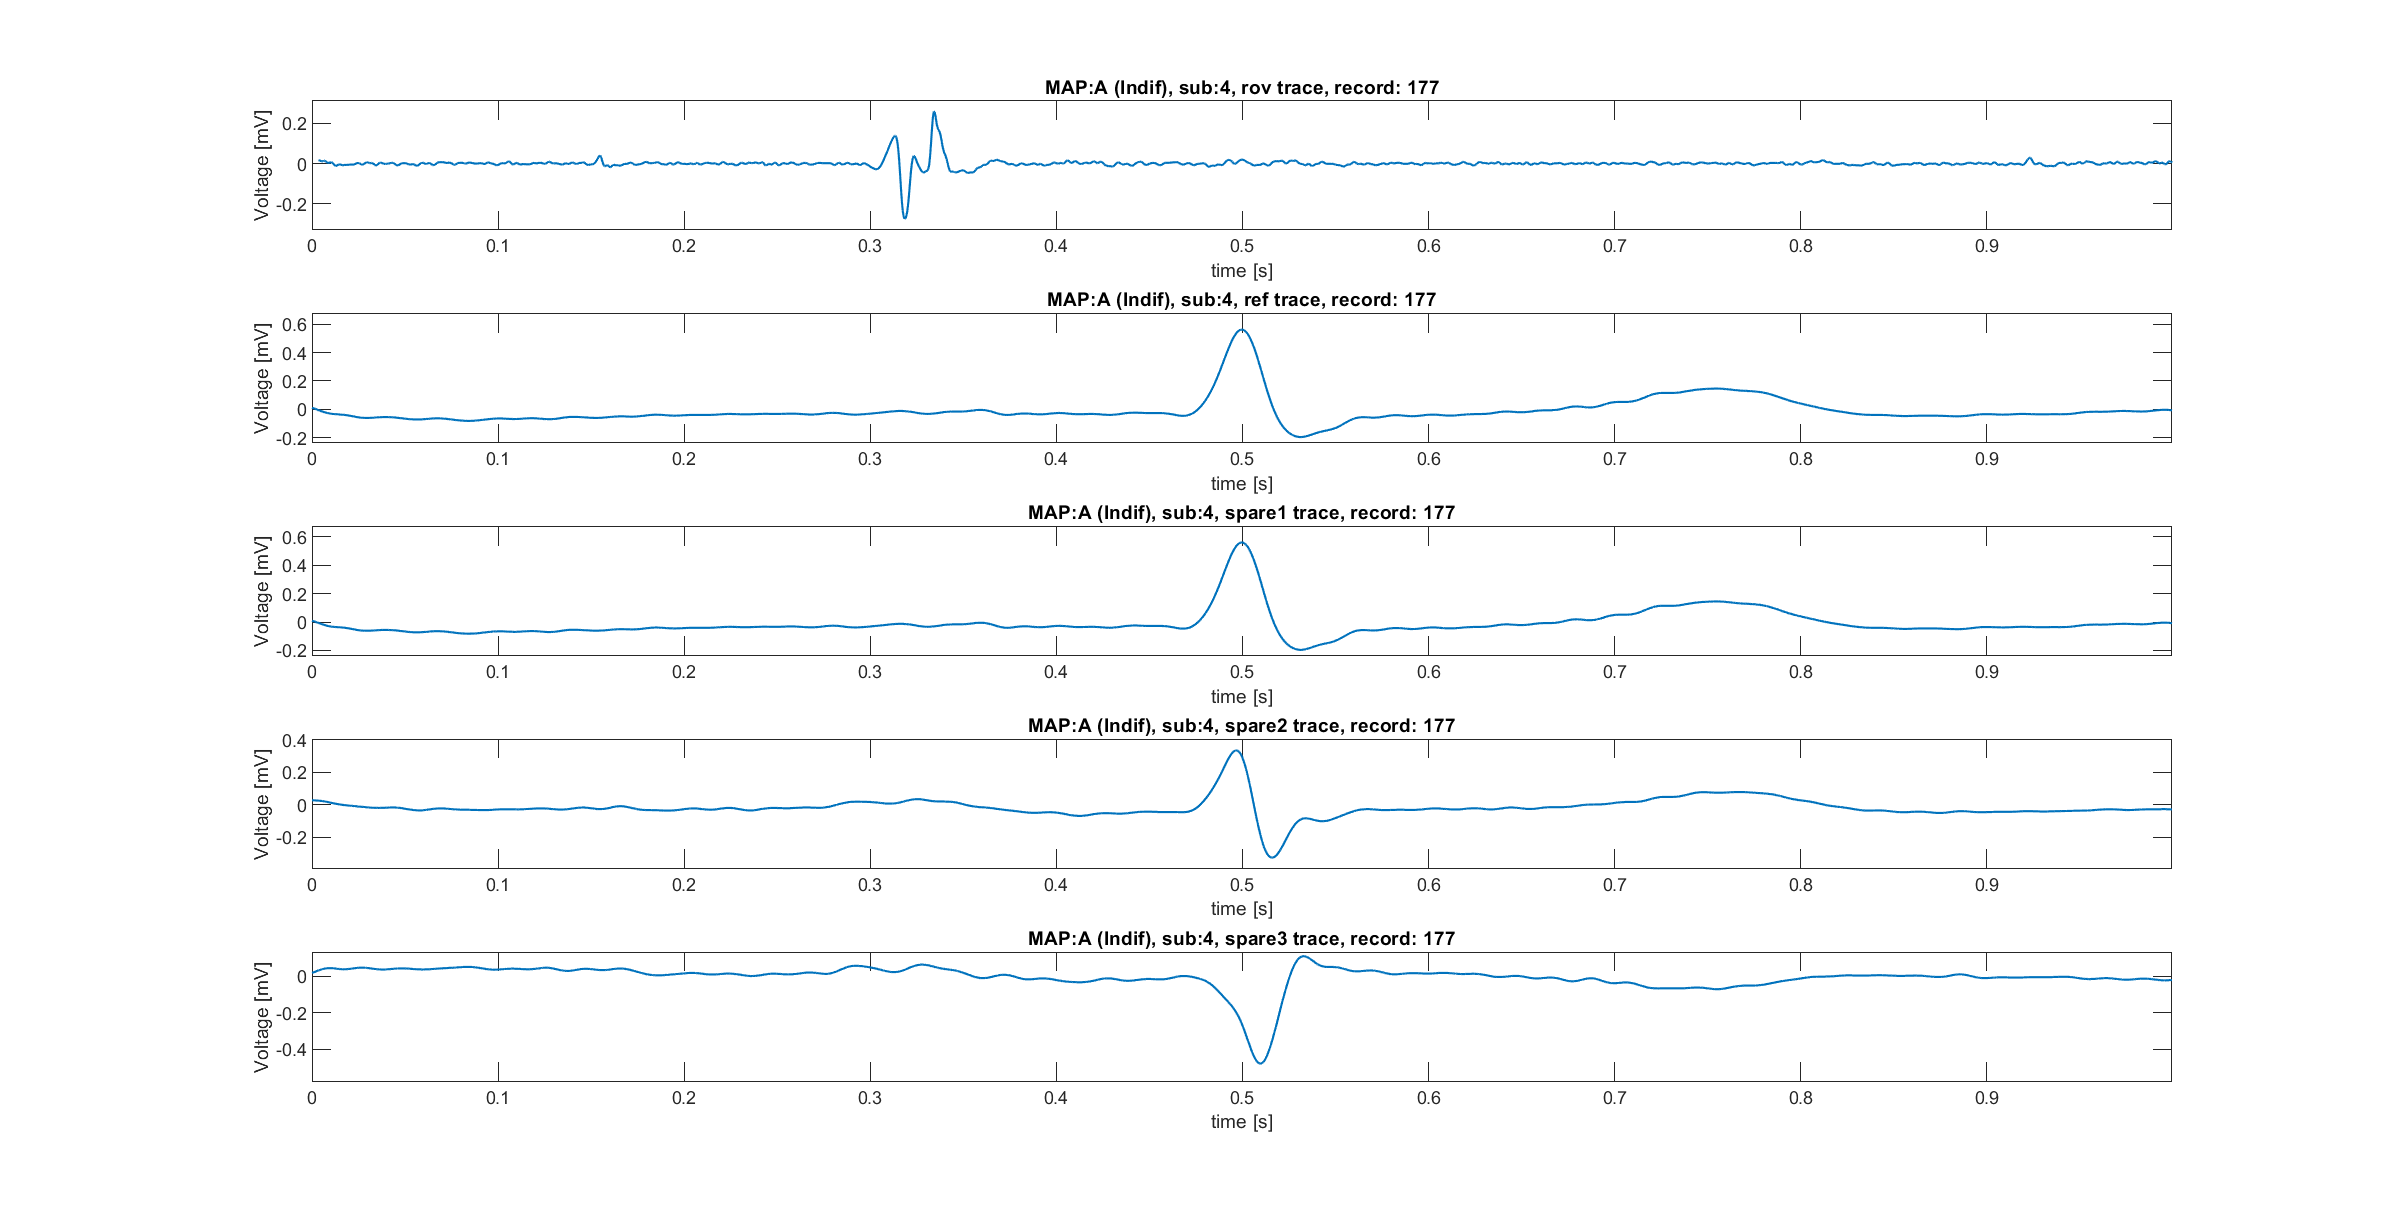 MAP:A (Indif), sub:4, rov trace, record: 177
Voltage [mV]
0.2
0
-0.2
0 0.1 0.2 0.3 0.4 0.5 0.6 0.7 0.8 0.9
time [s]
MAP:A (Indif), sub:4, ref trace, record: 177
Voltage [mV]
0.6
0.4
0.2
0
-0.2
0 0.1 0.2 0.3 0.4 0.5 0.6 0.7 0.8 0.9
time [s]
MAP:A (Indif), sub:4, spare1 trace, record: 177
Voltage [mV]
0.6
0.4
0.2
0
-0.2
0 0.1 0.2 0.3 0.4 0.5 0.6 0.7 0.8 0.9
time [s]
MAP:A (Indif), sub:4, spare2 trace, record: 177
Voltage [mV]
0.4
0.2
0
-0.2
0 0.1 0.2 0.3 0.4 0.5 0.6 0.7 0.8 0.9
time [s]
MAP:A (Indif), sub:4, spare3 trace, record: 177
Voltage [mV]
0
-0.2
-0.4
0 0.1 0.2 0.3 0.4 0.5 0.6 0.7 0.8 0.9
time [s]